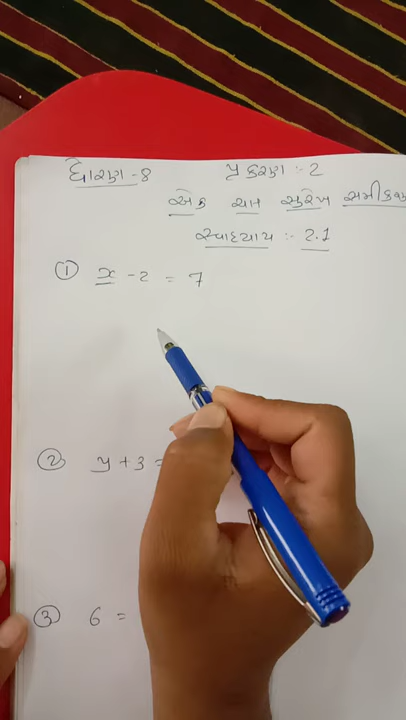 ધોરણ -8 પ્રકરણ :- 2
એક ચલ સુરેખ સમીકરણ
સ્વાધ્યાય :- 2.1
① x - 2 = 7
② y + 3 =
③ 6 =